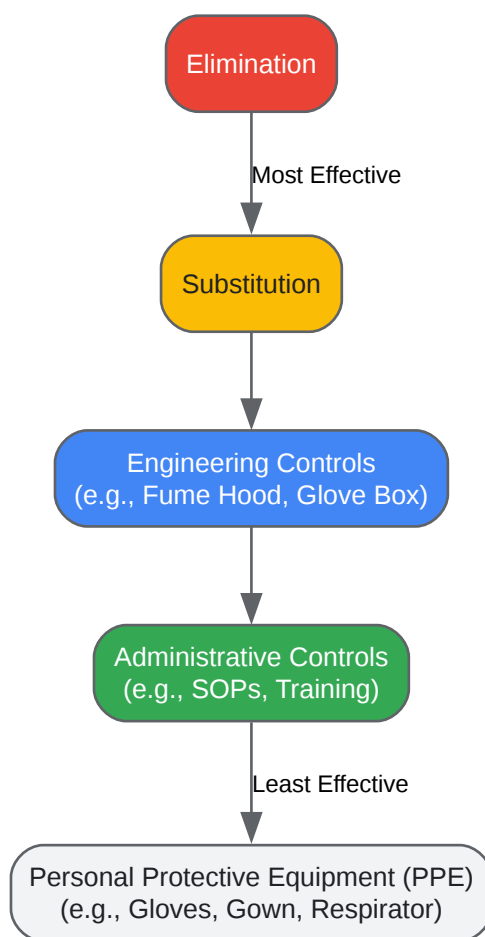 Elimination
Most Effective
Substitution
Engineering Controls
(e.g., Fume Hood, Glove Box)
Administrative Controls
(e.g., SOPs, Training)
Least Effective
Personal Protective Equipment (PPE)
(e.g., Gloves, Gown, Respirator)